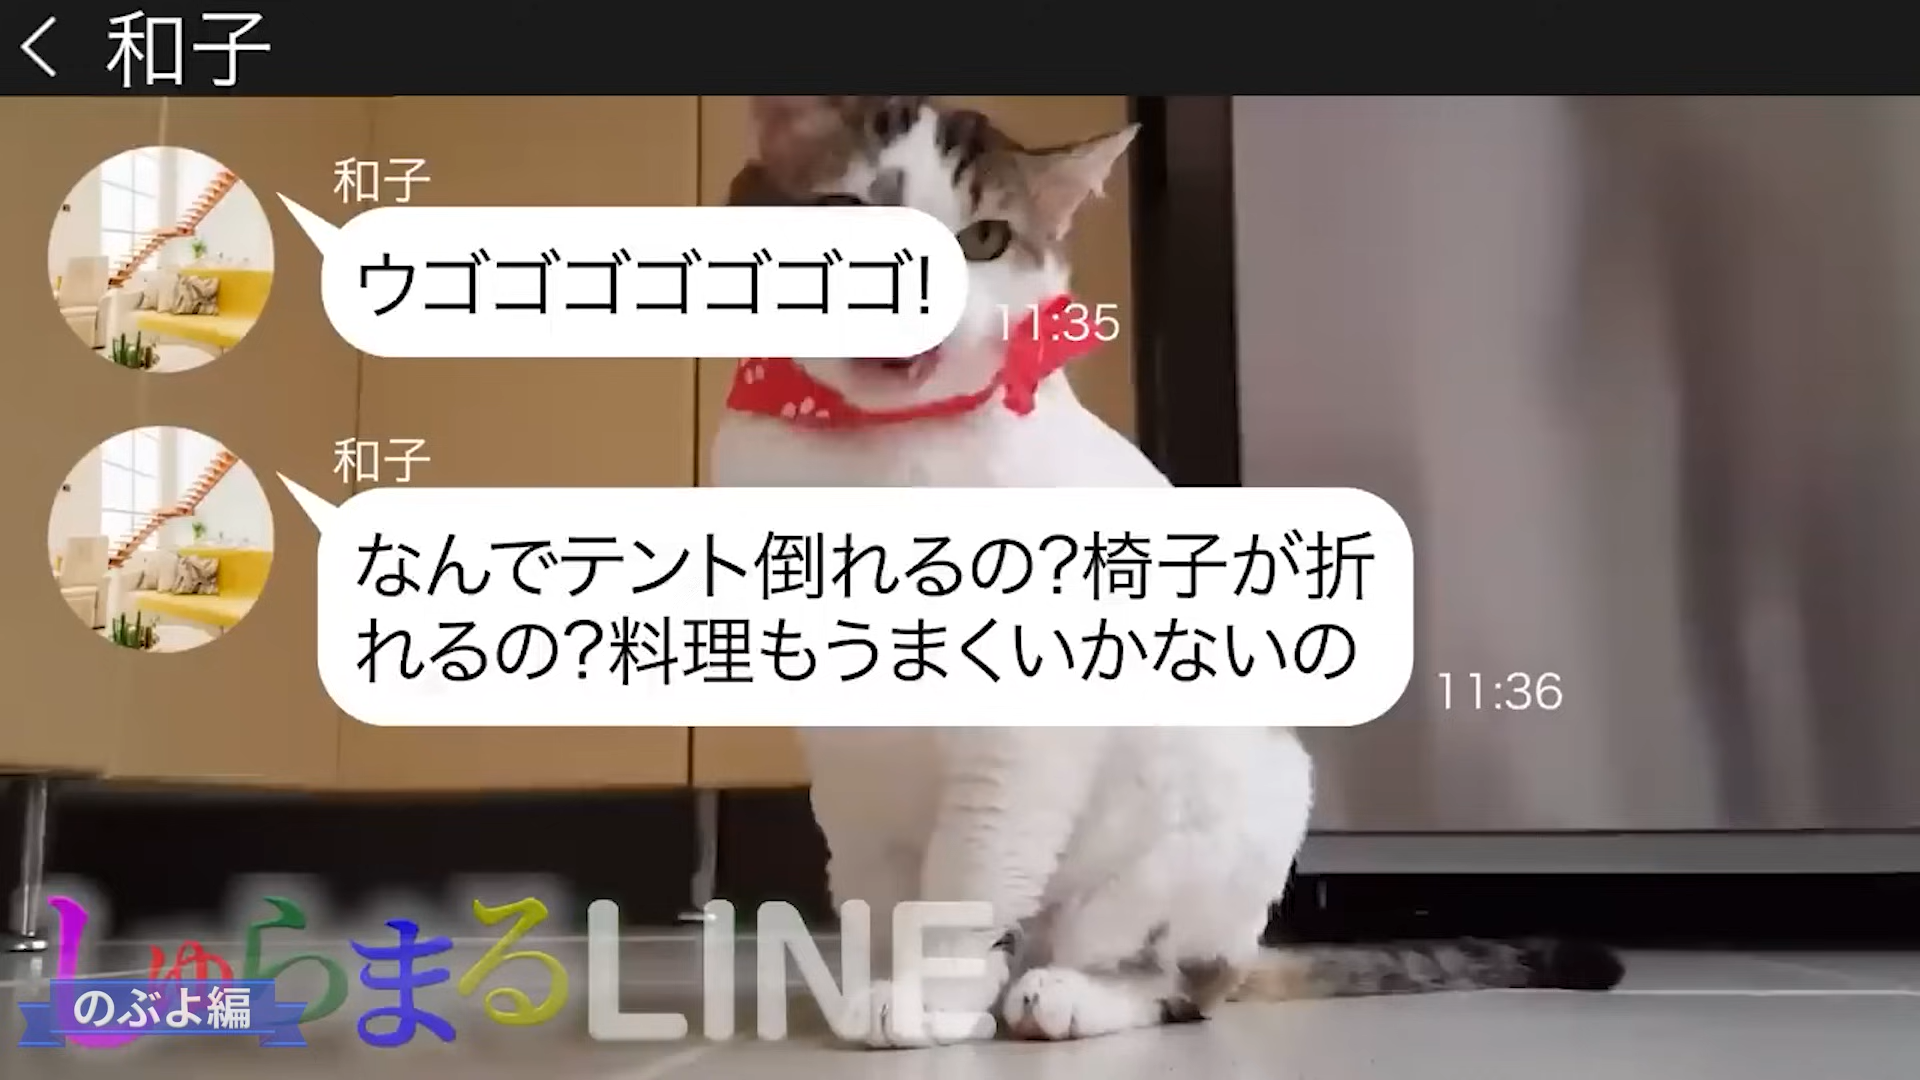 和子
和子
ウゴゴゴゴゴゴゴ!
11:35
和子
なんでテント倒れるの?椅子が折
れるの?料理もうまくいかないの
11:36
しゅらまるLINE
のぶよ編